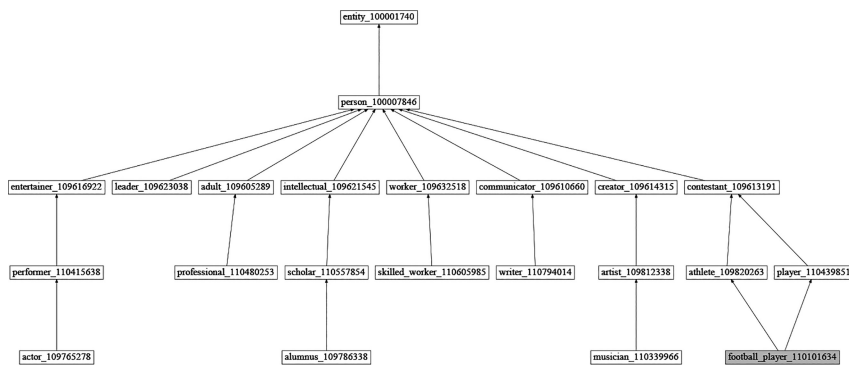 entity_100001740
person_100007846
entertainer_109616922 leader_109623038 adult_109605289 intellectual_109621545 worker_109632518 communicator_109610660 creator_109614315 contestant_109613191
performer_110415638 professional_110480253 scholar_110557854 skilled_worker_110605985 writer_110794014 artist_109812338 athlete_109820263 player_110439851
actor_109765278 alumnus_109786338 musician_110339966 football_player_110101634